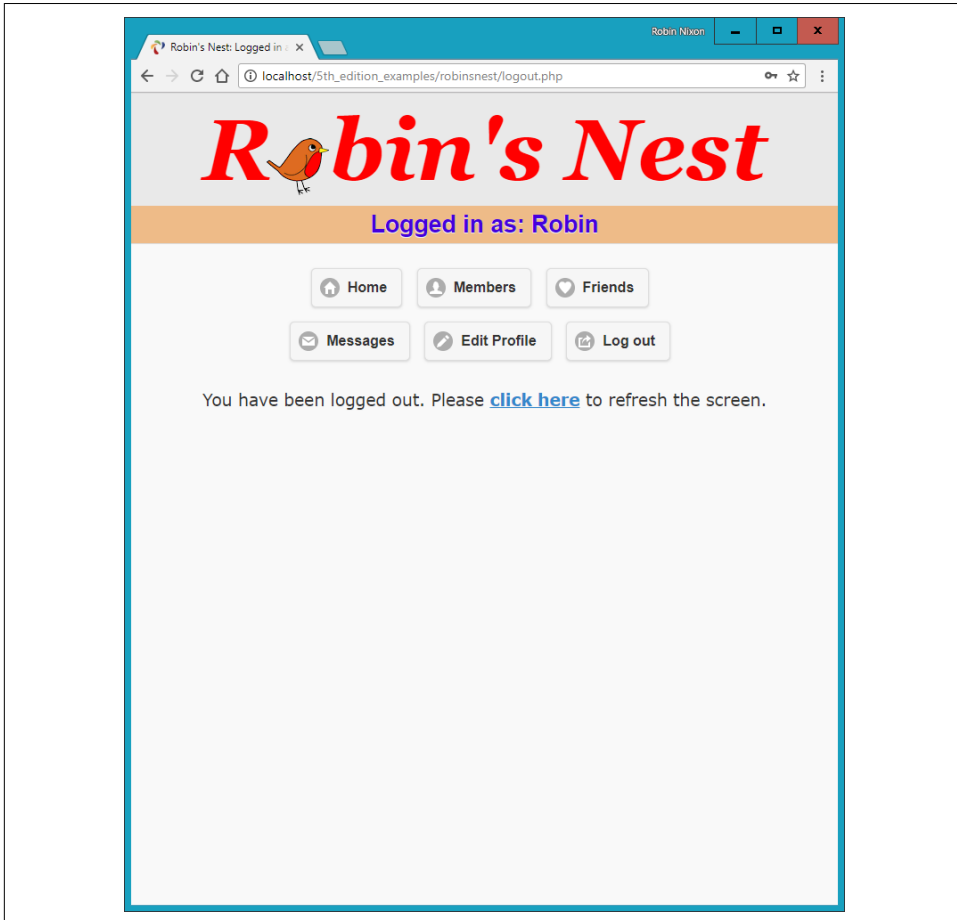 Robin Nixon
Robin's Nest: Logged in
localhost/5th_edition_examples/robinsnest/logout.php
Robin's Nest
Logged in as: Robin
Home Members Friends
Messages Edit Profile Log out
You have been logged out. Please click here to refresh the screen.